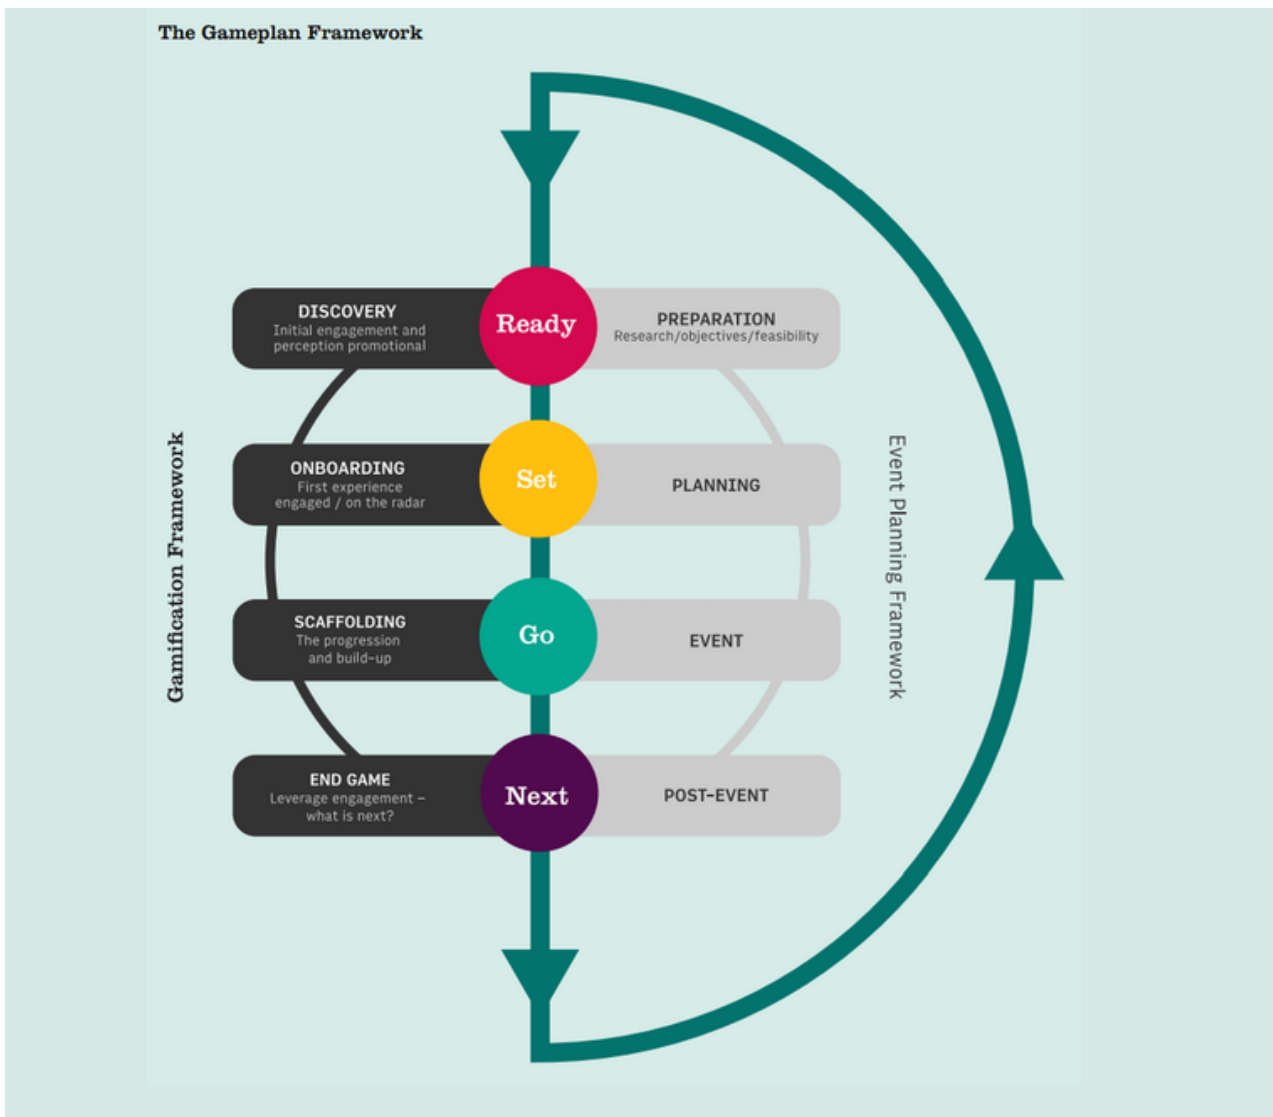 The Gameplan Framework
DISCOVERY
Initial engagement and
perception promotional
Ready
PREPARATION
Research/objectives/feasibility
Gamification Framework
ONBOARDING
First experience
engaged / on the radar
Set
PLANNING
Event Planning Framework
SCAFFOLDING
The progression
and build-up
Go
EVENT
END GAME
Leverage engagement –
what is next?
Next
POST-EVENT